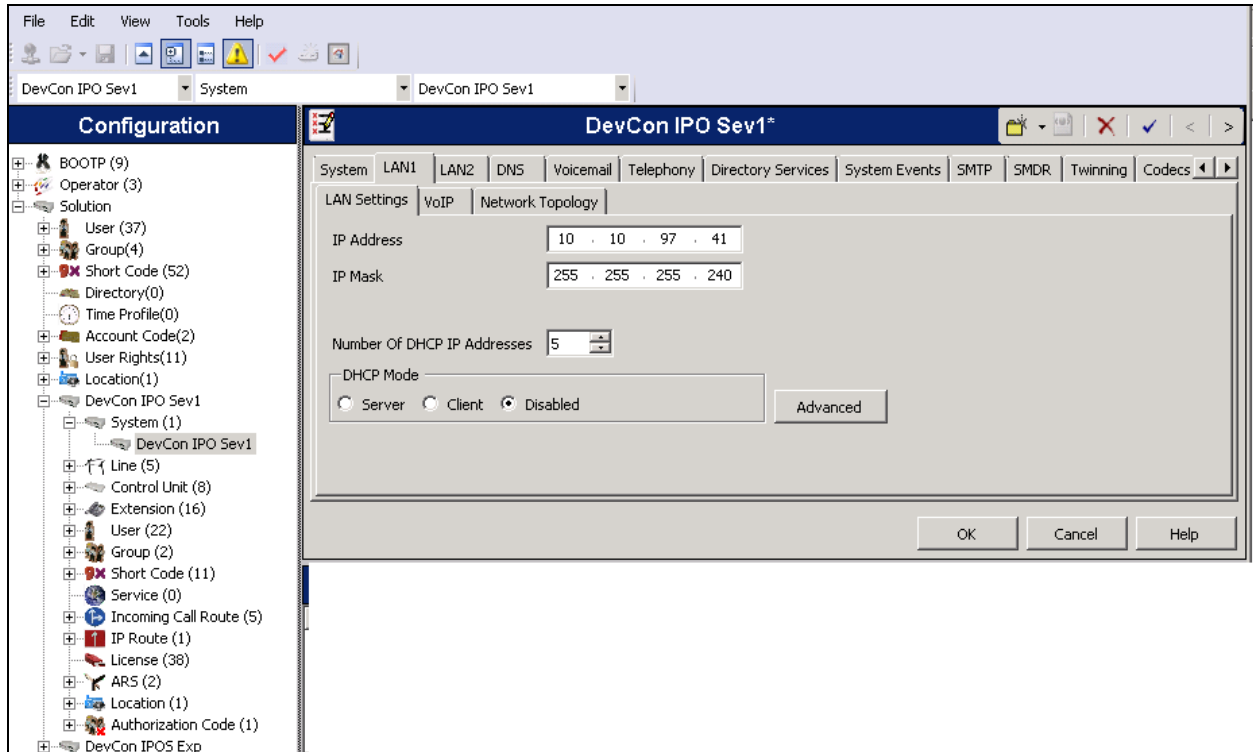 File Edit View Tools Help
DevCon IPO Sev1 System DevCon IPO Sev1
Configuration
BOOTP (9)
Operator (3)
Solution
User (37)
Group(4)
Short Code (52)
Directory(0)
Time Profile(0)
Account Code(2)
User Rights(11)
Location(1)
DevCon IPO Sev1
System (1)
DevCon IPO Sev1
Line (5)
Control Unit (8)
Extension (16)
User (22)
Group (2)
Short Code (11)
Service (0)
Incoming Call Route (5)
IP Route (1)
License (38)
ARS (2)
Location (1)
Authorization Code (1)
DevCon IPOS Exp
DevCon IPO Sev1*
System LAN1 LAN2 DNS Voicemail Telephony Directory Services System Events SMTP SMDR Twinning Codecs
LAN Settings VoIP Network Topology
IP Address 10 . 10 . 97 . 41
IP Mask 255 . 255 . 255 . 240
Number Of DHCP IP Addresses 5
DHCP Mode
Server Client Disabled
Advanced
OK Cancel Help